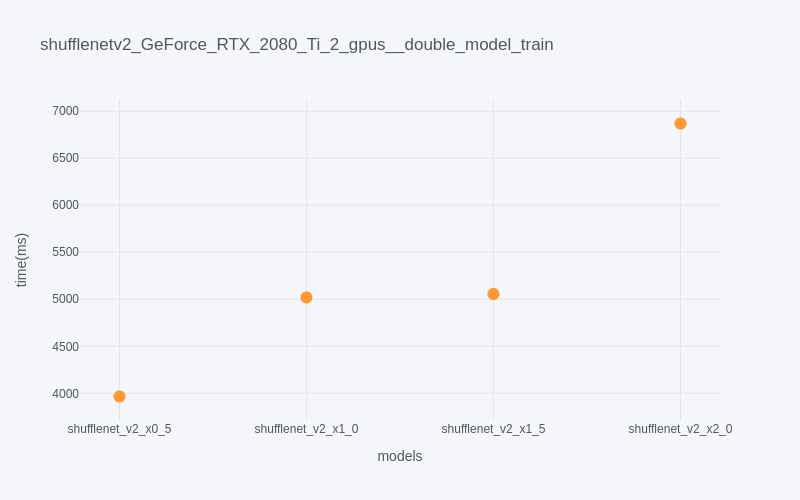 shufflenetv2_GeForce_RTX_2080_Ti_2_gpus__double_model_train
7000
6500
6000
5500
5000
4500
4000
time(ms)
shufflenet_v2_x0_5 shufflenet_v2_x1_0 shufflenet_v2_x1_5 shufflenet_v2_x2_0
models